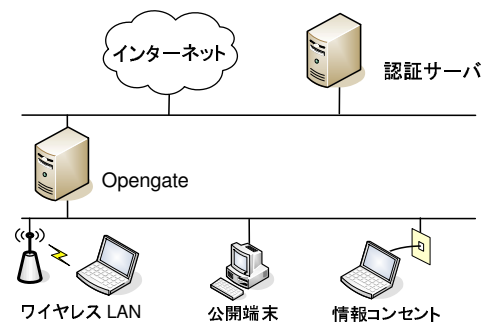 インターネット
認証サーバ
Opengate
ワイヤレス LAN
公開端末
情報コンセント